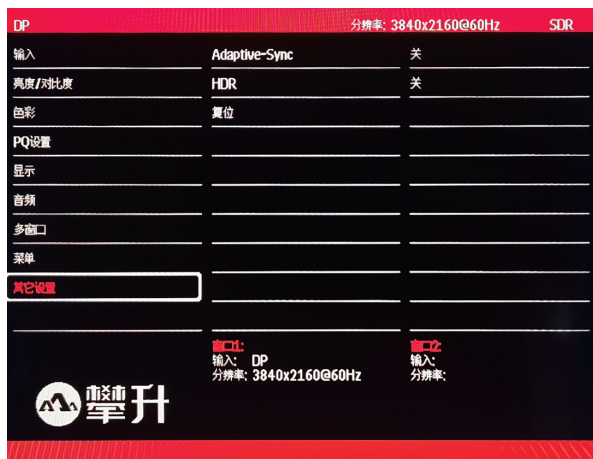 DP 分辨率: 3840x2160@60Hz SDR
输入 Adaptive-Sync 关
亮度/对比度 HDR 关
色彩 复位
PQ设置
显示
音频
多窗口
菜单
其它设置
窗口1: 窗口2:
输入: DP 输入:
分辨率: 3840x2160@60Hz 分辨率:
攀升